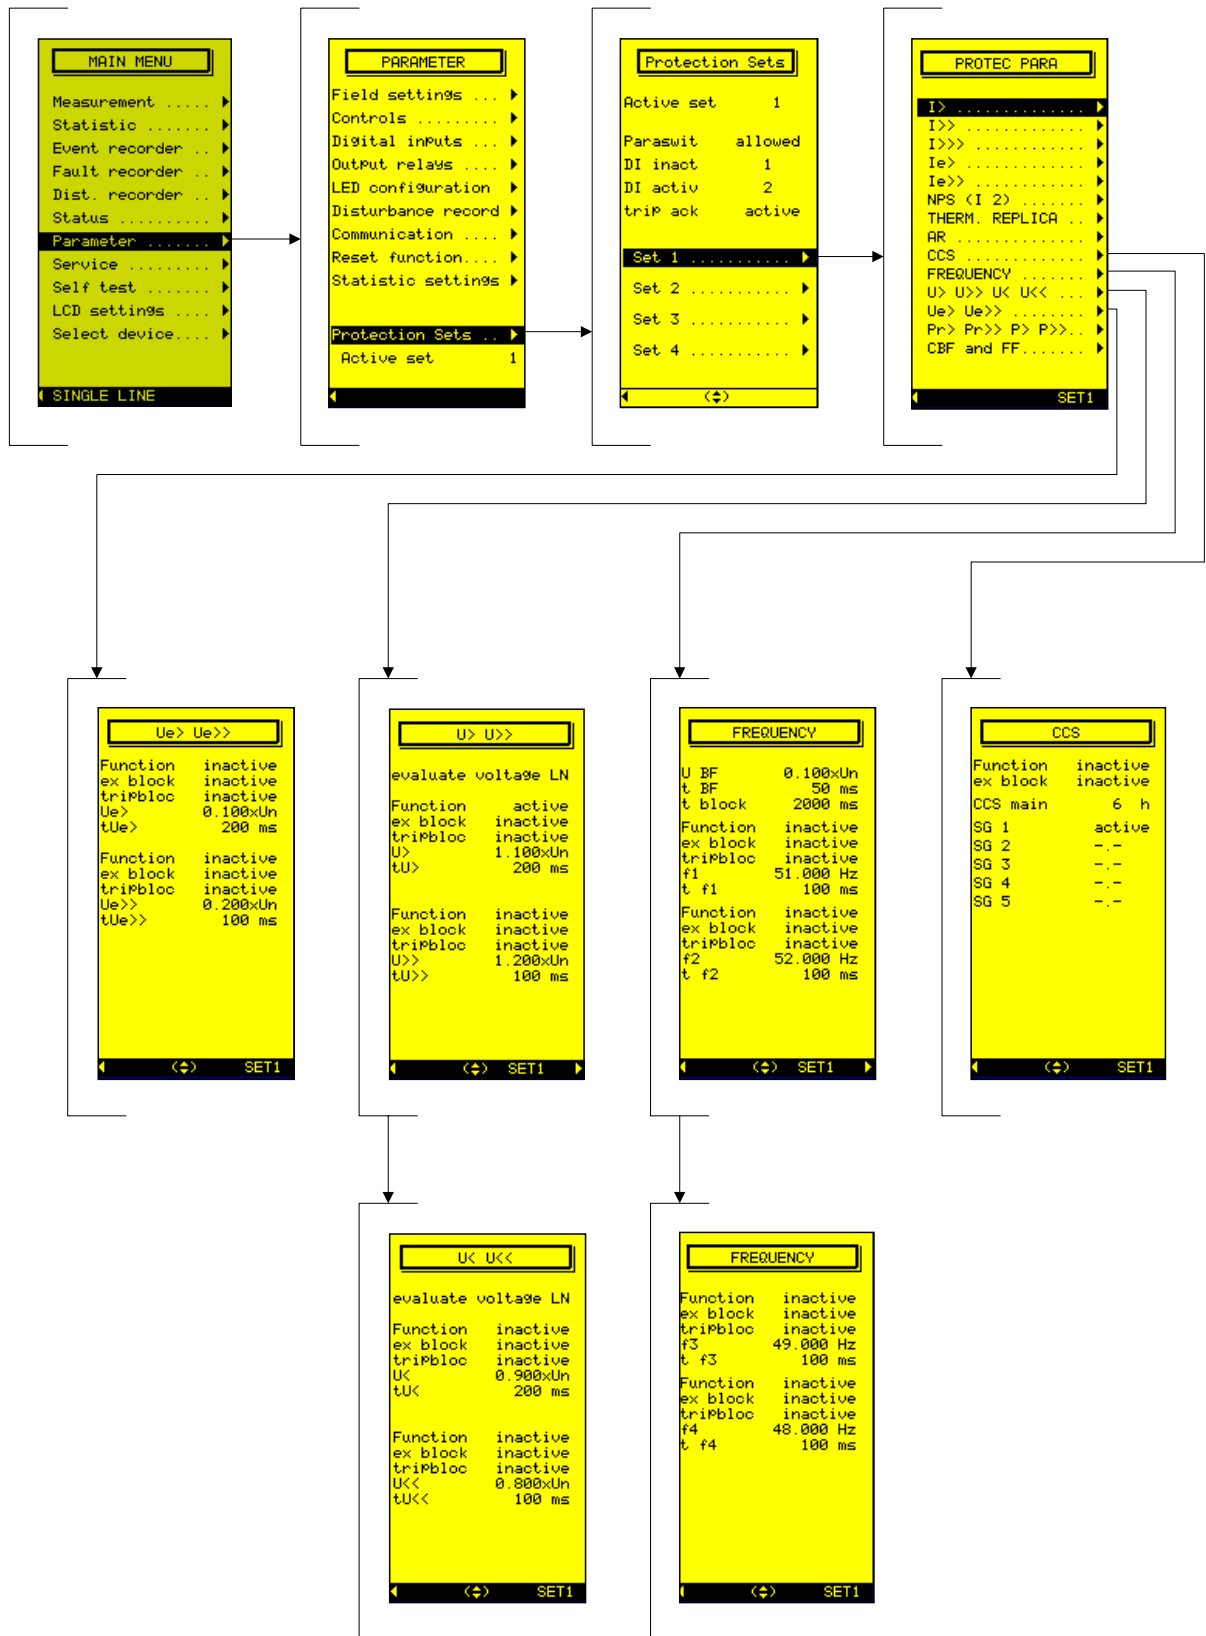 MAIN MENU
Measurement .....
Statistic .......
Event recorder ..
Fault recorder ..
Dist. recorder ..
Status ..........
Parameter .......
Service .........
Self test .......
LCD settings ....
Select device....
SINGLE LINE
PARAMETER
Field settings ...
Controls .........
Digital inputs ...
Output relays ....
LED configuration
Disturbance record
Communication ....
Reset function....
Statistic settings
Protection Sets ..
Active set 1
Protection Sets
Active set 1
Paraswit allowed
DI inact 1
DI activ 2
trip ack active
Set 1 ...........
Set 2 ...........
Set 3 ...........
Set 4 ...........
PROTEC PARA
I> .............
I>> ............
I>>> ...........
Ie> ............
Ie>> ...........
NPS (I 2) .......
THERM. REPLICA ..
AR ..............
CCS .............
FREQUENCY .......
U> U>> U< U<< ...
Ue> Ue>> ........
Pr> Pr>> P> P>>..
CBF and FF.......
SET1
Ue> Ue>>
Function inactive
ex block inactive
tripbloc inactive
Ue> 0.100xUn
tUe> 200 ms
Function inactive
ex block inactive
tripbloc inactive
Ue>> 0.200xUn
tUe>> 100 ms
SET1
U> U>>
evaluate voltage LN
Function active
ex block inactive
tripbloc inactive
U> 1.100xUn
tU> 200 ms
Function inactive
ex block inactive
tripbloc inactive
U>> 1.200xUn
tU>> 100 ms
SET1
FREQUENCY
U BF 0.100xUn
t BF 50 ms
t block 2000 ms
Function inactive
ex block inactive
tripbloc inactive
f1 51.000 Hz
t f1 100 ms
Function inactive
ex block inactive
tripbloc inactive
f2 52.000 Hz
t f2 100 ms
SET1
CCS
Function inactive
ex block inactive
CCS main 6 h
SG 1 active
SG 2 -.-
SG 3 -.-
SG 4 -.-
SG 5 -.-
SET1
U< U<<
evaluate voltage LN
Function inactive
ex block inactive
tripbloc inactive
U< 0.900xUn
tU< 200 ms
Function inactive
ex block inactive
tripbloc inactive
U<< 0.800xUn
tU<< 100 ms
SET1
FREQUENCY
Function inactive
ex block inactive
tripbloc inactive
f3 49.000 Hz
t f3 100 ms
Function inactive
ex block inactive
tripbloc inactive
f4 48.000 Hz
t f4 100 ms
SET1